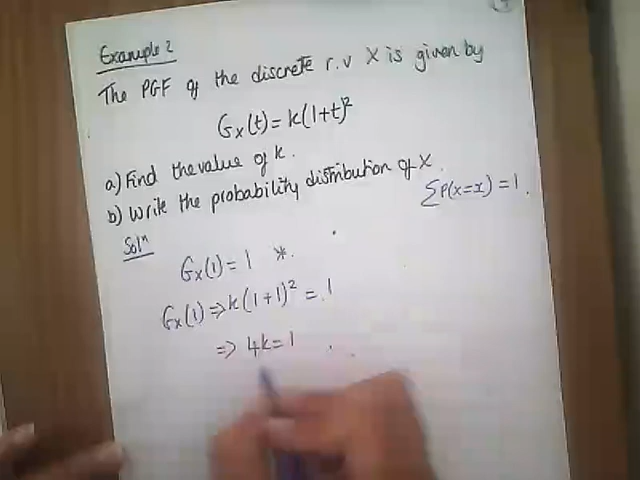 Example 2
The PGF of the discrete r.v X is given by
Gx(t) = k(1+t)²
a) Find the value of k.
b) Write the probability distribution of X.
∑P(X=x) = 1.
Solⁿ
Gx(1) = 1 *.
Gx(1) ⇒ k(1+1)² = 1
⇒ 4k = 1